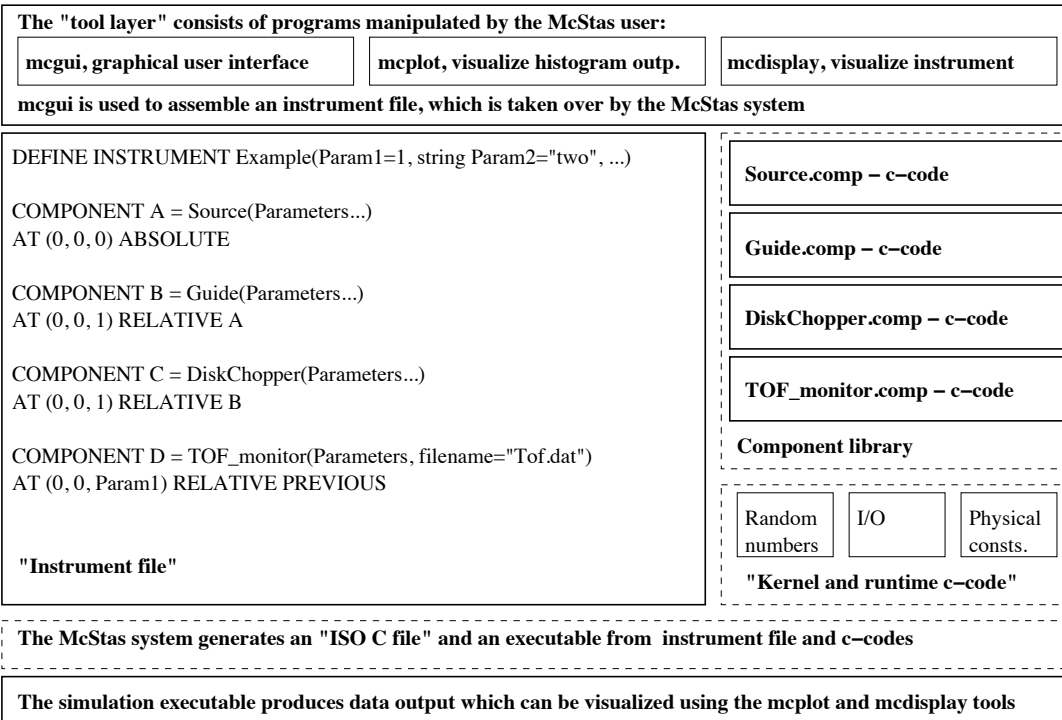 The "tool layer" consists of programs manipulated by the McStas user:
mcgui, graphical user interface
mcplot, visualize histogram outp.
mcdisplay, visualize instrument
mcgui is used to assemble an instrument file, which is taken over by the McStas system
DEFINE INSTRUMENT Example(Param1=1, string Param2="two", ...)
COMPONENT A = Source(Parameters...)
AT (0, 0, 0) ABSOLUTE
COMPONENT B = Guide(Parameters...)
AT (0, 0, 1) RELATIVE A
COMPONENT C = DiskChopper(Parameters...)
AT (0, 0, 1) RELATIVE B
COMPONENT D = TOF_monitor(Parameters, filename="Tof.dat")
AT (0, 0, Param1) RELATIVE PREVIOUS
"Instrument file"
Source.comp − c−code
Guide.comp − c−code
DiskChopper.comp − c−code
TOF_monitor.comp − c−code
Component library
Random
numbers
I/O
Physical
consts.
"Kernel and runtime c−code"
The McStas system generates an "ISO C file" and an executable from  instrument file and c−codes
The simulation executable produces data output which can be visualized using the mcplot and mcdisplay tools